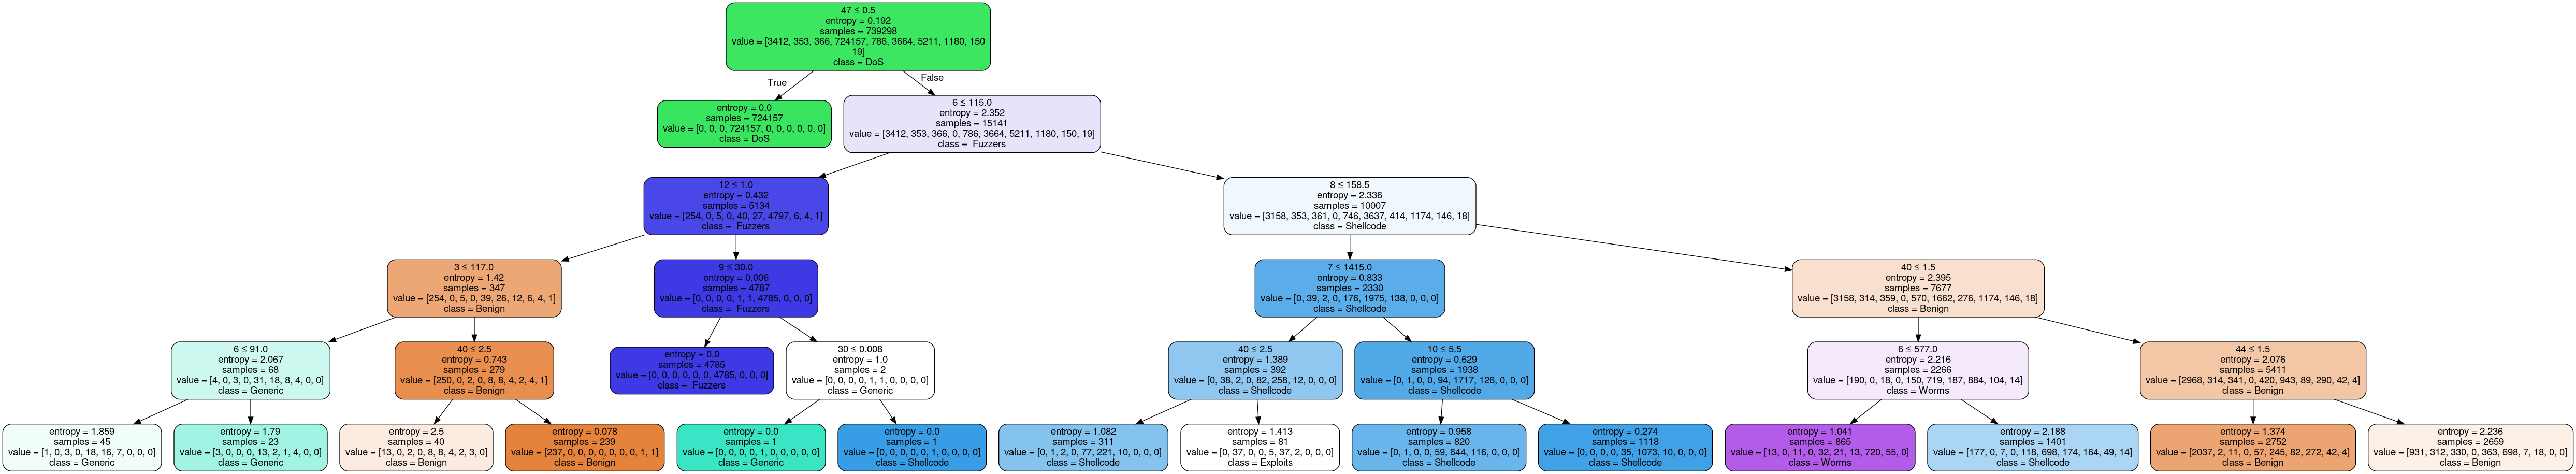 47 ≤ 0.5
entropy = 0.192
samples = 739298
value = [3412, 353, 366, 724157, 786, 3664, 5211, 1180, 150
19]
class = DoS
True
False
entropy = 0.0
samples = 724157
value = [0, 0, 0, 724157, 0, 0, 0, 0, 0, 0]
class = DoS
6 ≤ 115.0
entropy = 2.352
samples = 15141
value = [3412, 353, 366, 0, 786, 3664, 5211, 1180, 150, 19]
class =  Fuzzers
12 ≤ 1.0
entropy = 0.432
samples = 5134
value = [254, 0, 5, 0, 40, 27, 4797, 6, 4, 1]
class =  Fuzzers
8 ≤ 158.5
entropy = 2.336
samples = 10007
value = [3158, 353, 361, 0, 746, 3637, 414, 1174, 146, 18]
class = Shellcode
3 ≤ 117.0
entropy = 1.42
samples = 347
value = [254, 0, 5, 0, 39, 26, 12, 6, 4, 1]
class = Benign
9 ≤ 30.0
entropy = 0.006
samples = 4787
value = [0, 0, 0, 0, 1, 1, 4785, 0, 0, 0]
class =  Fuzzers
7 ≤ 1415.0
entropy = 0.833
samples = 2330
value = [0, 39, 2, 0, 176, 1975, 138, 0, 0, 0]
class = Shellcode
40 ≤ 1.5
entropy = 2.395
samples = 7677
value = [3158, 314, 359, 0, 570, 1662, 276, 1174, 146, 18]
class = Benign
6 ≤ 91.0
entropy = 2.067
samples = 68
value = [4, 0, 3, 0, 31, 18, 8, 4, 0, 0]
class = Generic
40 ≤ 2.5
entropy = 0.743
samples = 279
value = [250, 0, 2, 0, 8, 8, 4, 2, 4, 1]
class = Benign
entropy = 0.0
samples = 4785
value = [0, 0, 0, 0, 0, 0, 4785, 0, 0, 0]
class =  Fuzzers
30 ≤ 0.008
entropy = 1.0
samples = 2
value = [0, 0, 0, 0, 1, 1, 0, 0, 0, 0]
class = Generic
40 ≤ 2.5
entropy = 1.389
samples = 392
value = [0, 38, 2, 0, 82, 258, 12, 0, 0, 0]
class = Shellcode
10 ≤ 5.5
entropy = 0.629
samples = 1938
value = [0, 1, 0, 0, 94, 1717, 126, 0, 0, 0]
class = Shellcode
6 ≤ 577.0
entropy = 2.216
samples = 2266
value = [190, 0, 18, 0, 150, 719, 187, 884, 104, 14]
class = Worms
44 ≤ 1.5
entropy = 2.076
samples = 5411
value = [2968, 314, 341, 0, 420, 943, 89, 290, 42, 4]
class = Benign
entropy = 1.859
samples = 45
value = [1, 0, 3, 0, 18, 16, 7, 0, 0, 0]
class = Generic
entropy = 1.79
samples = 23
value = [3, 0, 0, 0, 13, 2, 1, 4, 0, 0]
class = Generic
entropy = 2.5
samples = 40
value = [13, 0, 2, 0, 8, 8, 4, 2, 3, 0]
class = Benign
entropy = 0.078
samples = 239
value = [237, 0, 0, 0, 0, 0, 0, 0, 1, 1]
class = Benign
entropy = 0.0
samples = 1
value = [0, 0, 0, 0, 1, 0, 0, 0, 0, 0]
class = Generic
entropy = 0.0
samples = 1
value = [0, 0, 0, 0, 0, 1, 0, 0, 0, 0]
class = Shellcode
entropy = 1.082
samples = 311
value = [0, 1, 2, 0, 77, 221, 10, 0, 0, 0]
class = Shellcode
entropy = 1.413
samples = 81
value = [0, 37, 0, 0, 5, 37, 2, 0, 0, 0]
class = Exploits
entropy = 0.958
samples = 820
value = [0, 1, 0, 0, 59, 644, 116, 0, 0, 0]
class = Shellcode
entropy = 0.274
samples = 1118
value = [0, 0, 0, 0, 35, 1073, 10, 0, 0, 0]
class = Shellcode
entropy = 1.041
samples = 865
value = [13, 0, 11, 0, 32, 21, 13, 720, 55, 0]
class = Worms
entropy = 2.188
samples = 1401
value = [177, 0, 7, 0, 118, 698, 174, 164, 49, 14]
class = Shellcode
entropy = 1.374
samples = 2752
value = [2037, 2, 11, 0, 57, 245, 82, 272, 42, 4]
class = Benign
entropy = 2.236
samples = 2659
value = [931, 312, 330, 0, 363, 698, 7, 18, 0, 0]
class = Benign